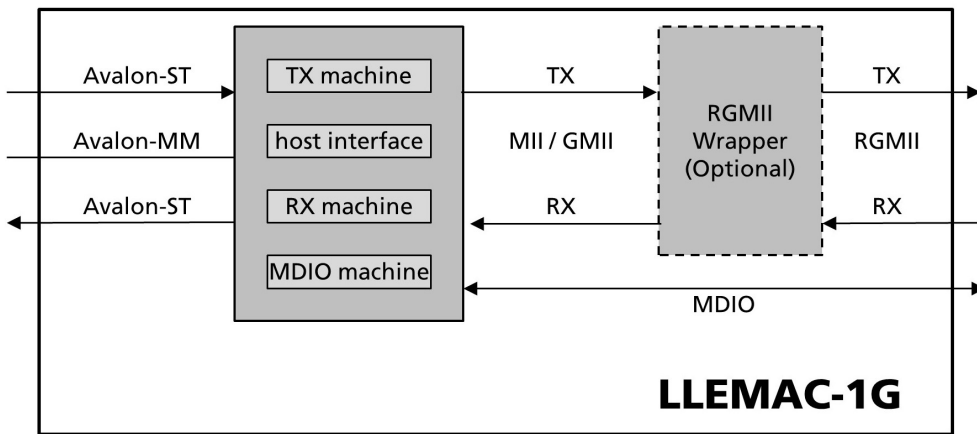 Avalon-ST
TX machine
TX
TX
Avalon-MM
host interface
MII / GMII
RGMII
Wrapper
(Optional)
RGMII
Avalon-ST
RX machine
RX
RX
MDIO machine
MDIO
LLEMAC-1G